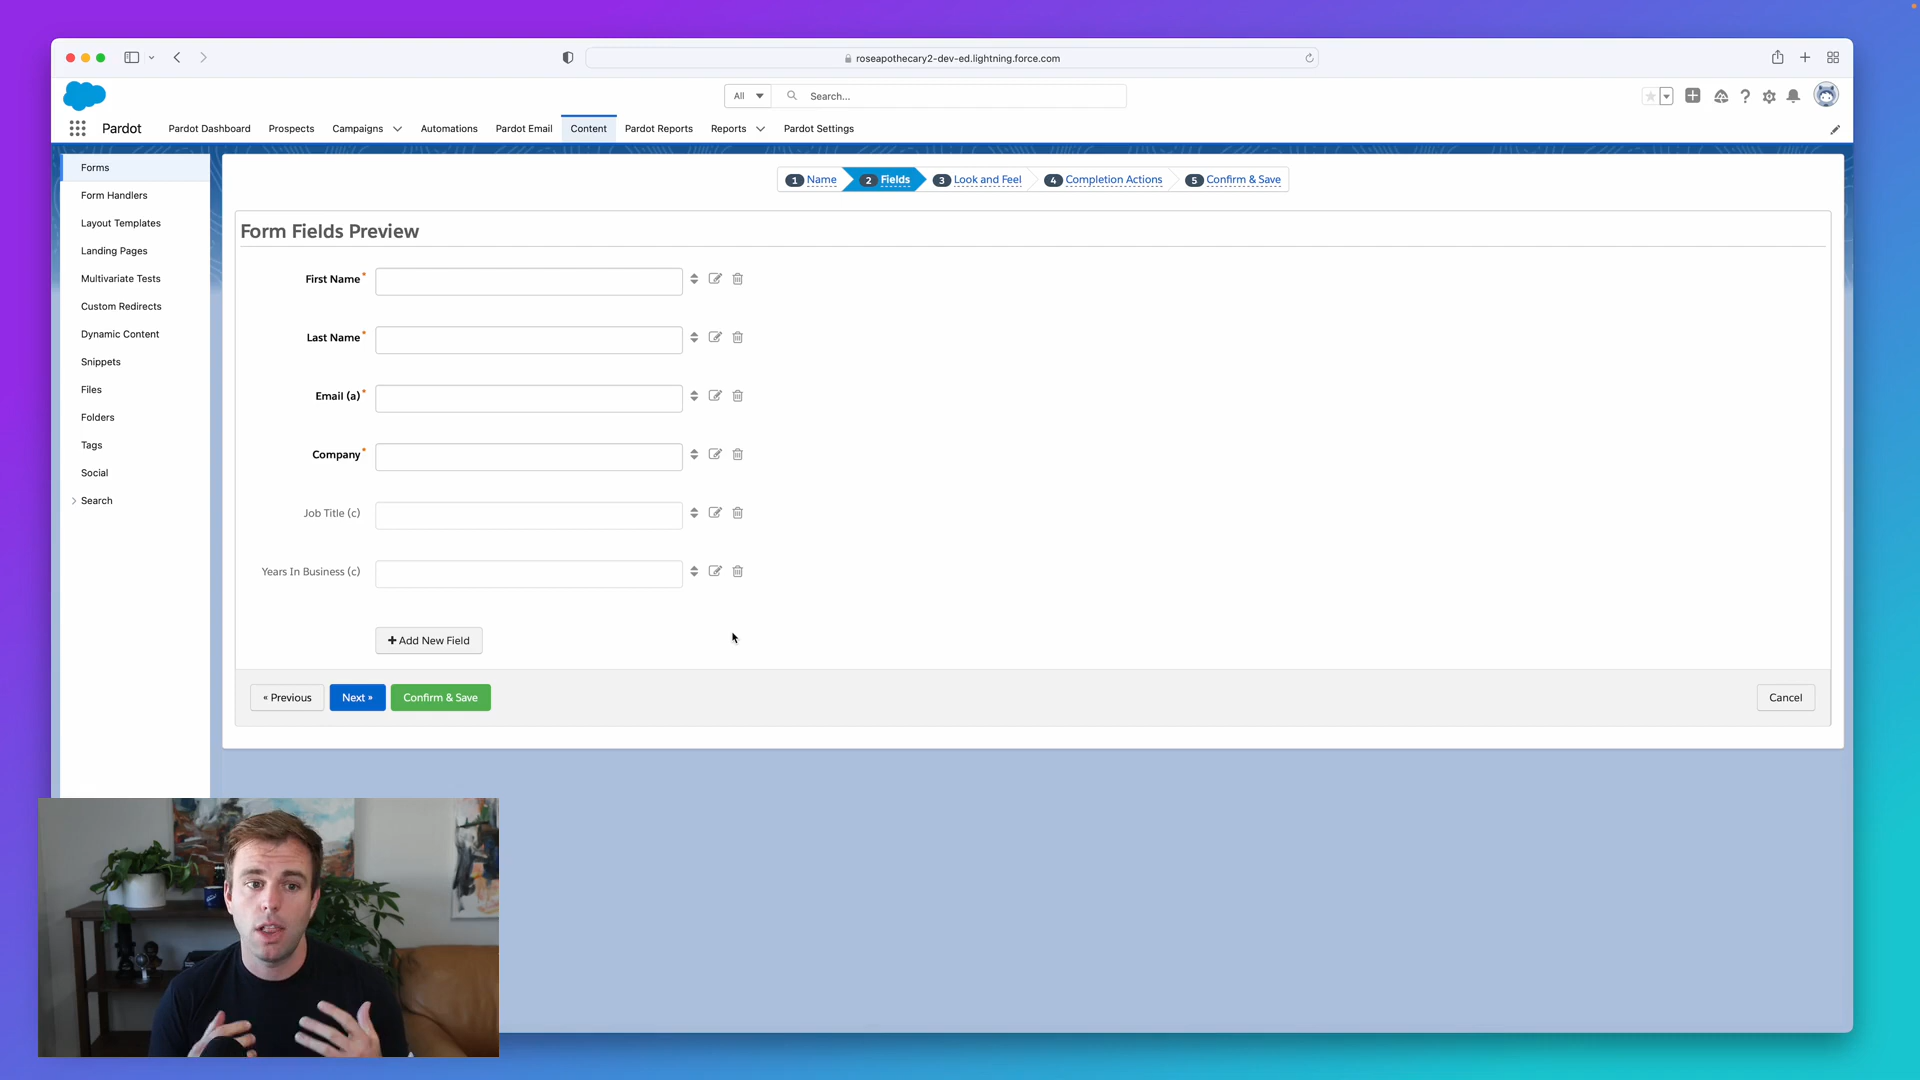 roseapothecary2-dev-ed.lightning.force.com
All
Search...
Pardot
Pardot Dashboard
Prospects
Campaigns
Automations
Pardot Email
Content
Pardot Reports
Reports
Pardot Settings
Forms
Form Handlers
Layout Templates
Landing Pages
Multivariate Tests
Custom Redirects
Dynamic Content
Snippets
Files
Folders
Tags
Social
Search
1 Name
2 Fields
3 Look and Feel
4 Completion Actions
5 Confirm & Save
Form Fields Preview
First Name*
Last Name*
Email (a)*
Company*
Job Title (c)
Years In Business (c)
+ Add New Field
« Previous
Next »
Confirm & Save
Cancel